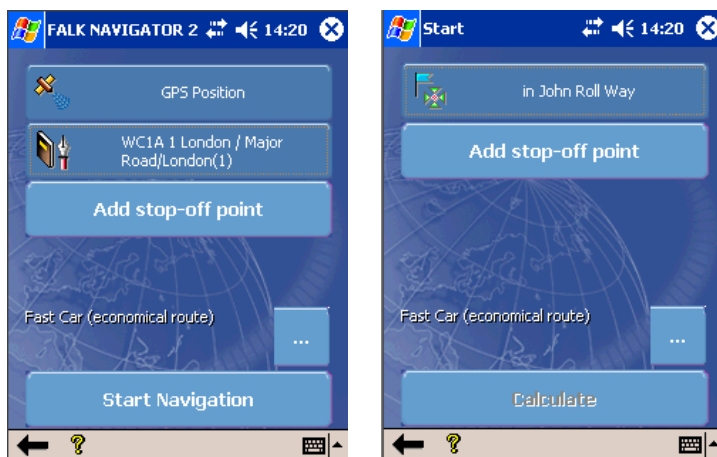 FALK NAVIGATOR 2 14:20
GPS Position
WC1A 1 London / Major
Road/London(1)
Add stop-off point
Fast Car (economical route)
...
Start Navigation
?
Start 14:20
in John Roll Way
Add stop-off point
Fast Car (economical route)
...
Calculate
?